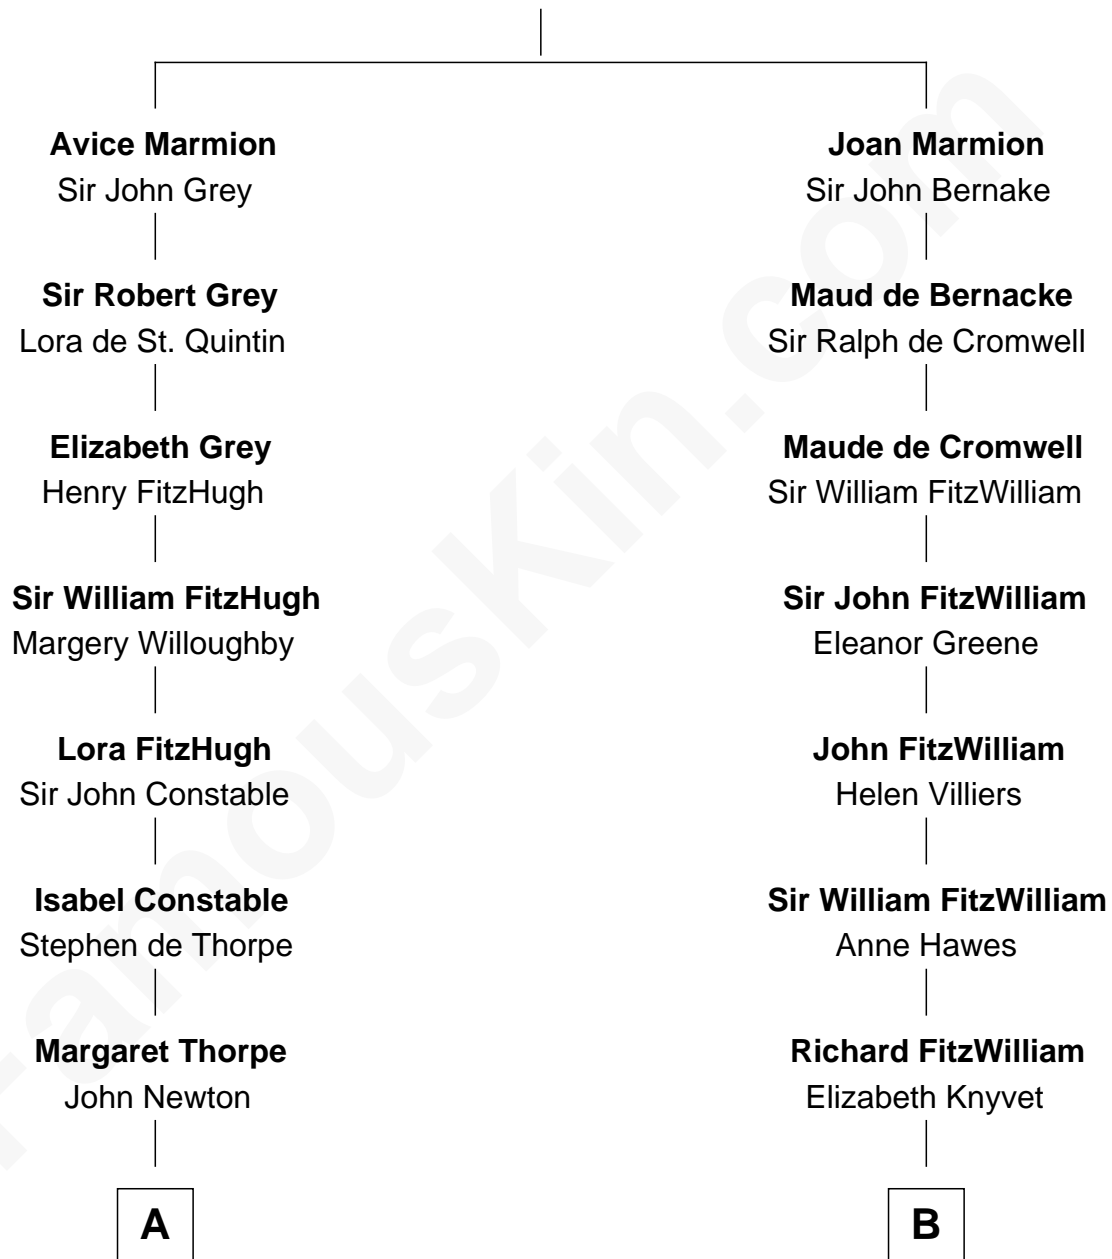 Avice Marmion
Sir John Grey
Sir Robert Grey
Lora de St. Quintin
Elizabeth Grey
Henry FitzHugh
Sir William FitzHugh
Margery Willoughby
Lora FitzHugh
Sir John Constable
Isabel Constable
Stephen de Thorpe
Margaret Thorpe
John Newton
A
Joan Marmion
Sir John Bernake
Maud de Bernacke
Sir Ralph de Cromwell
Maude de Cromwell
Sir William FitzWilliam
Sir John FitzWilliam
Eleanor Greene
John FitzWilliam
Helen Villiers
Sir William FitzWilliam
Anne Hawes
Richard FitzWilliam
Elizabeth Knyvet
B
FamousKin.com